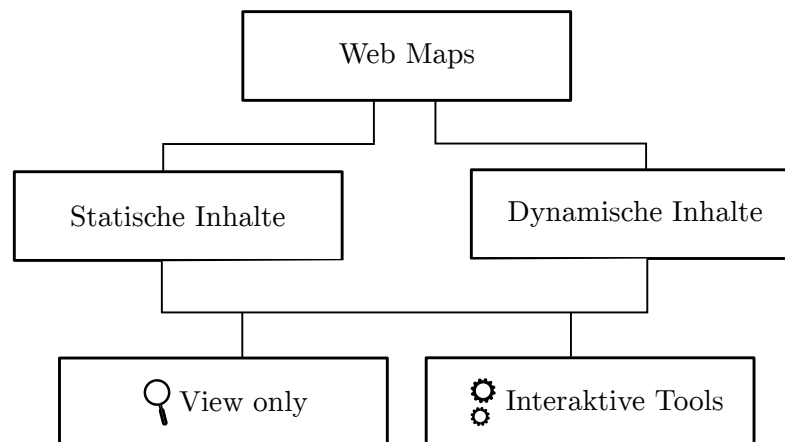 Web Maps
Statische Inhalte
Dynamische Inhalte
View only
Interaktive Tools